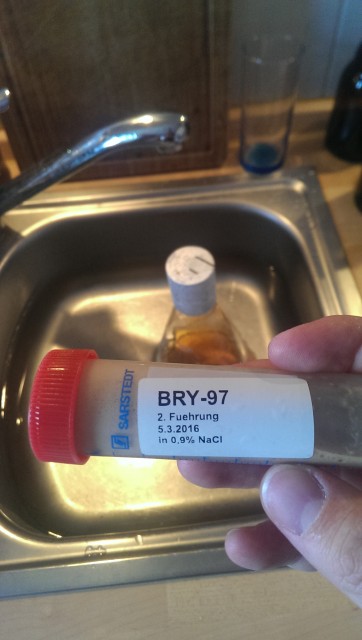 SARSTEDT
BRY-97
2. Fuehrung
5.3.2016
in 0,9% NaCl